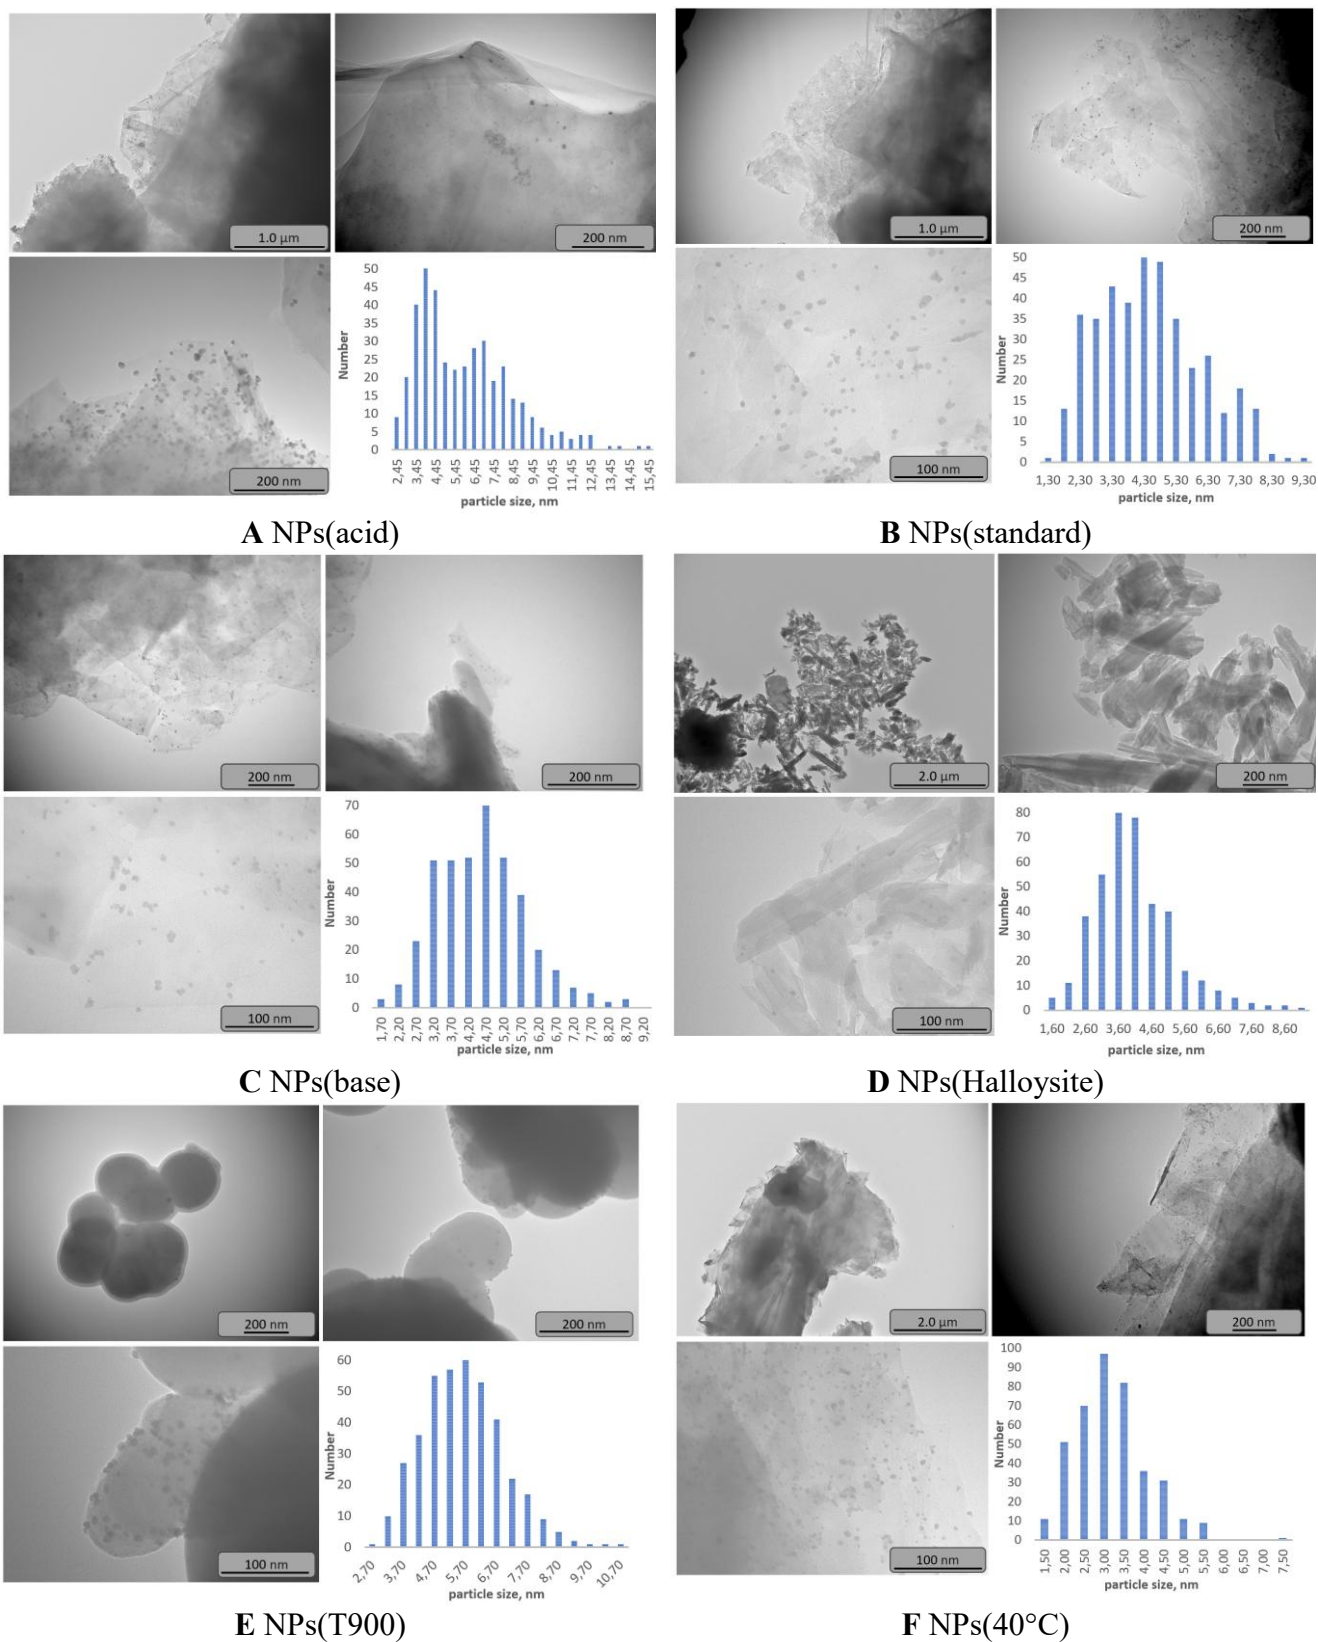 1.0 µm
200 nm
200 nm
Number
50
45
40
35
30
25
20
15
10
5
0
2,45 3,45 4,45 5,45 6,45 7,45 8,45 9,45 10,45 11,45 12,45 13,45 14,45 15,45
particle size, nm
A NPs(acid)
1.0 µm
200 nm
100 nm
Number
50
45
40
35
30
25
20
15
10
5
0
1,30 2,30 3,30 4,30 5,30 6,30 7,30 8,30 9,30
particle size, nm
B NPs(standard)
200 nm
200 nm
100 nm
Number
70
60
50
40
30
20
10
0
1,70 2,20 2,70 3,20 3,70 4,20 4,70 5,20 5,70 6,20 6,70 7,20 7,70 8,20 8,70 9,20
particle size, nm
C NPs(base)
2.0 µm
200 nm
100 nm
Number
80
70
60
50
40
30
20
10
0
1,60 2,60 3,60 4,60 5,60 6,60 7,60 8,60
particle size, nm
D NPs(Halloysite)
200 nm
200 nm
100 nm
Number
60
50
40
30
20
10
0
2,70 3,70 4,70 5,70 6,70 7,70 8,70 9,70 10,70
particle size, nm
E NPs(T900)
2.0 µm
200 nm
100 nm
Number
100
90
80
70
60
50
40
30
20
10
0
1,50 2,00 2,50 3,00 3,50 4,00 4,50 5,00 5,50 6,00 6,50 7,00 7,50
particle size, nm
F NPs(40°C)